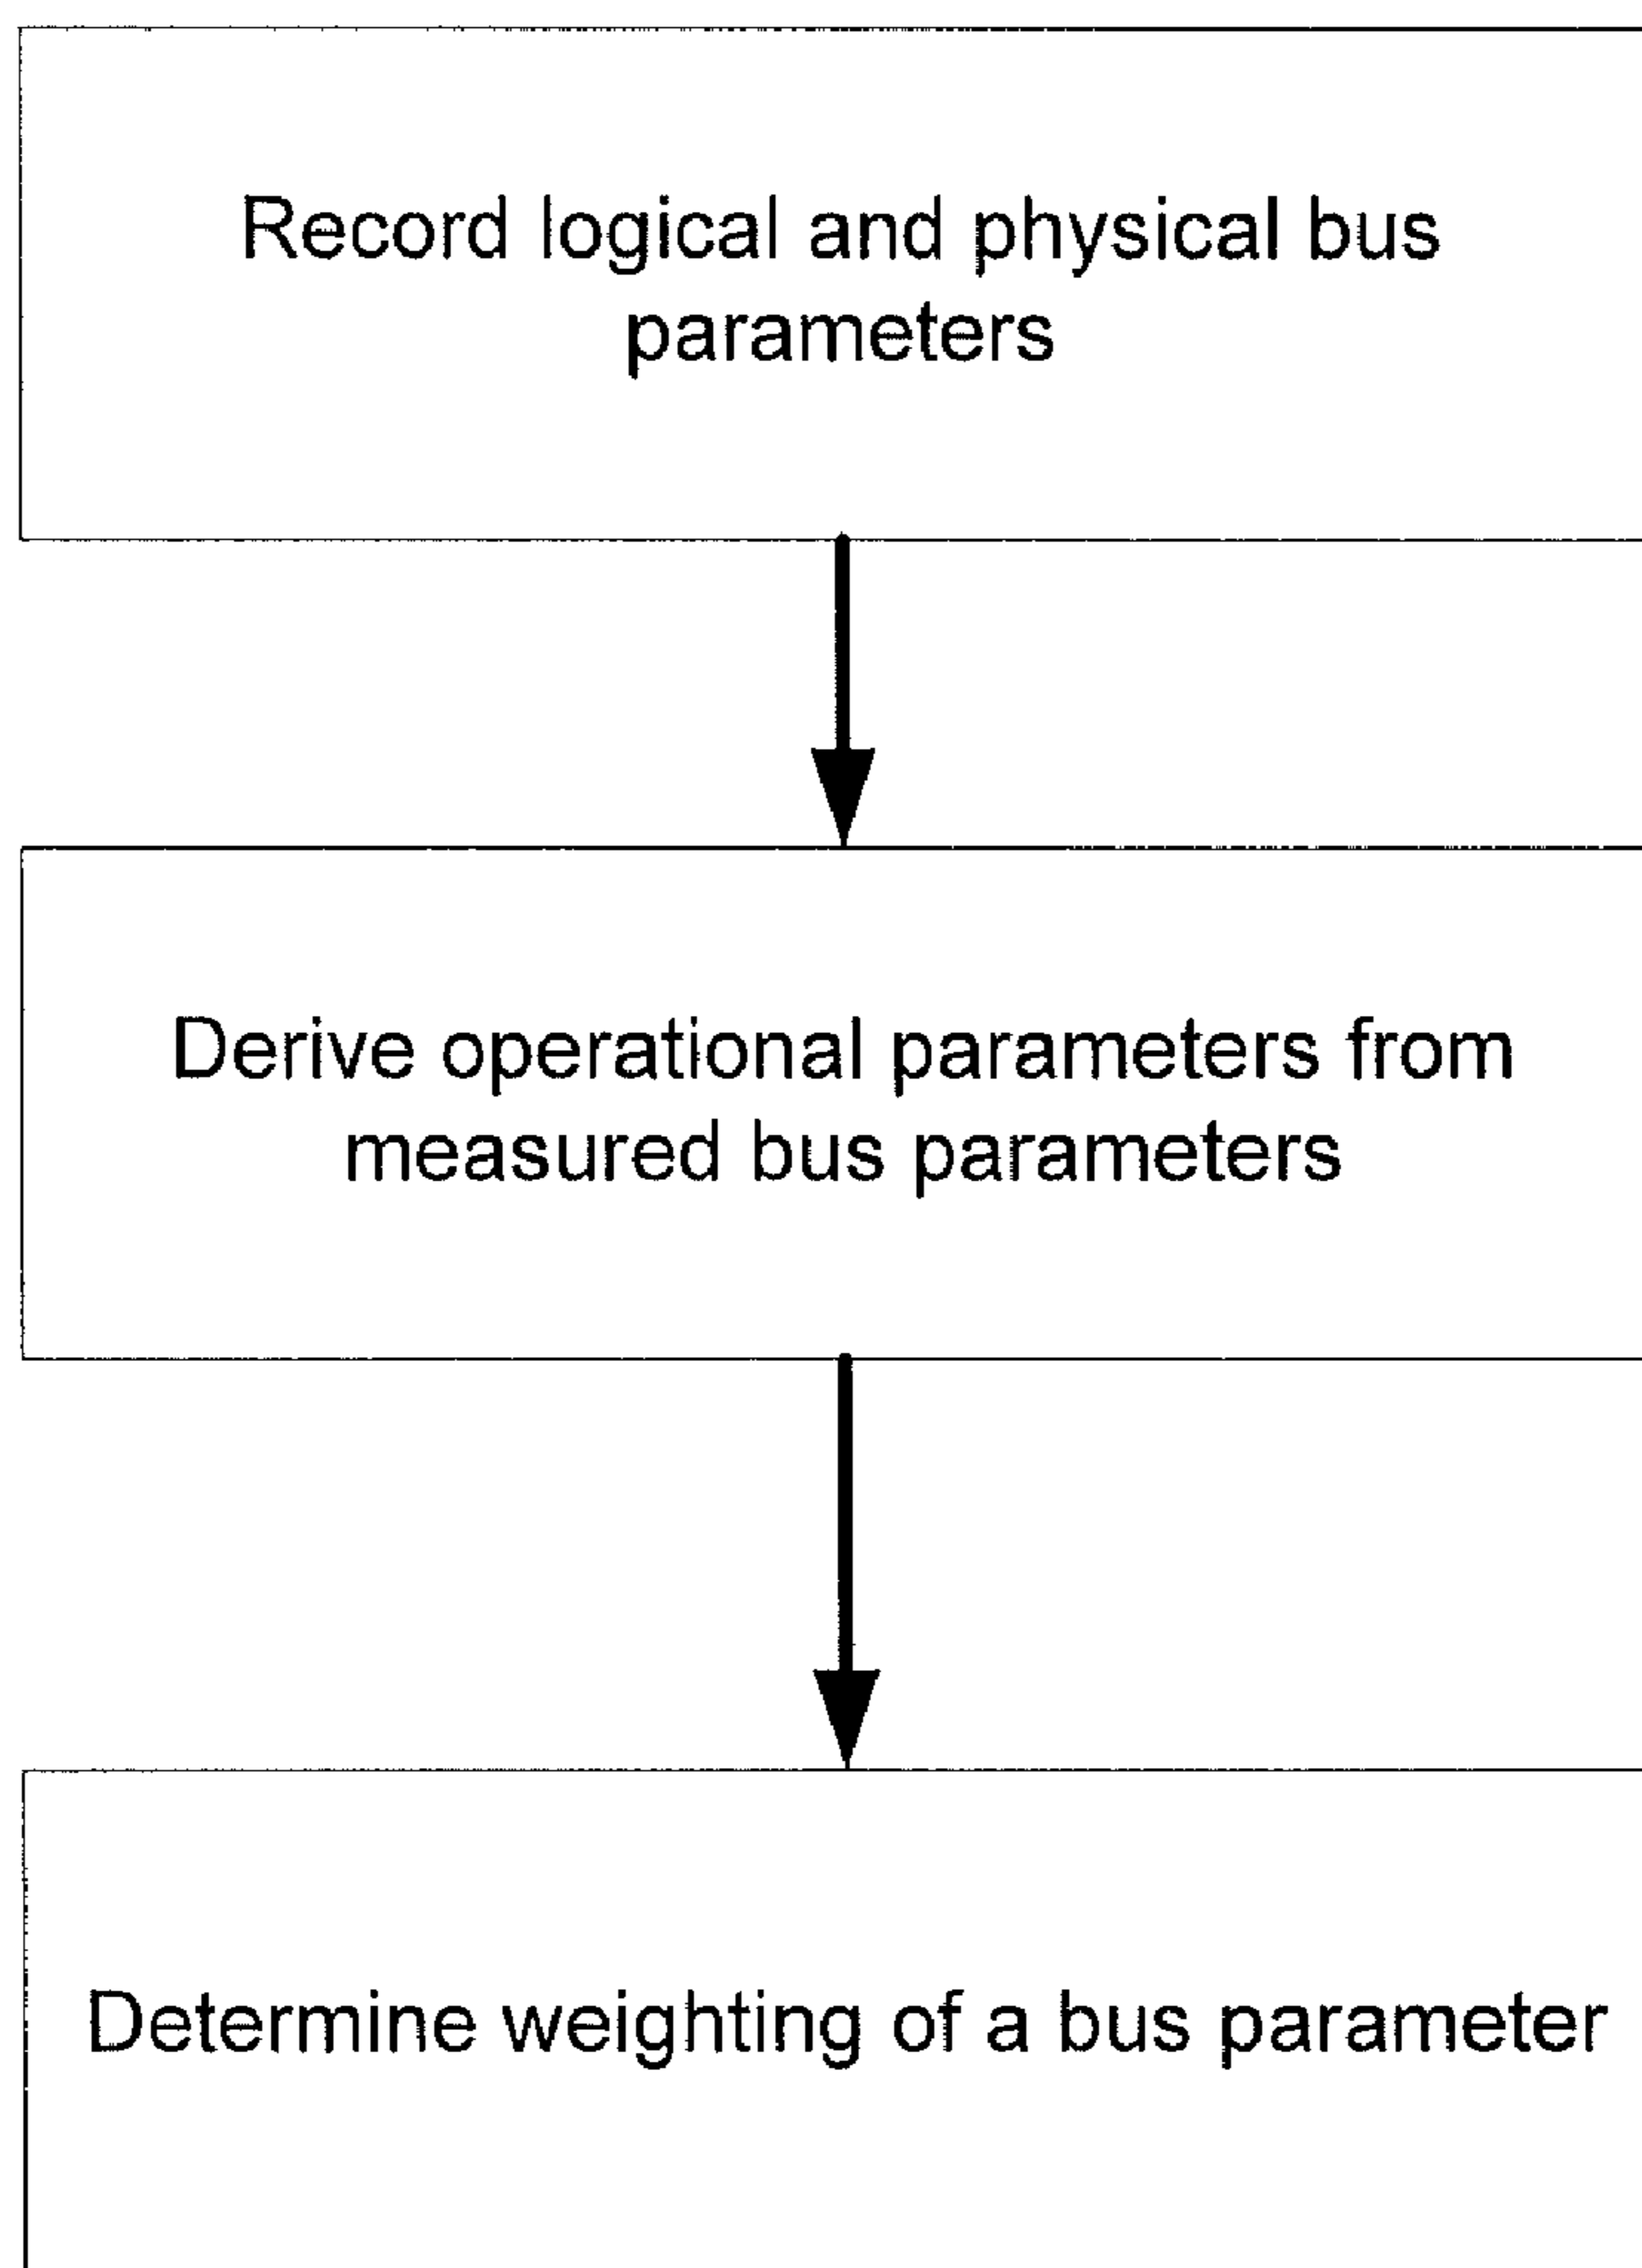 Record logical and physical bus
parameters
Derive operational parameters from
measured bus parameters
Determine weighting of a bus parameter